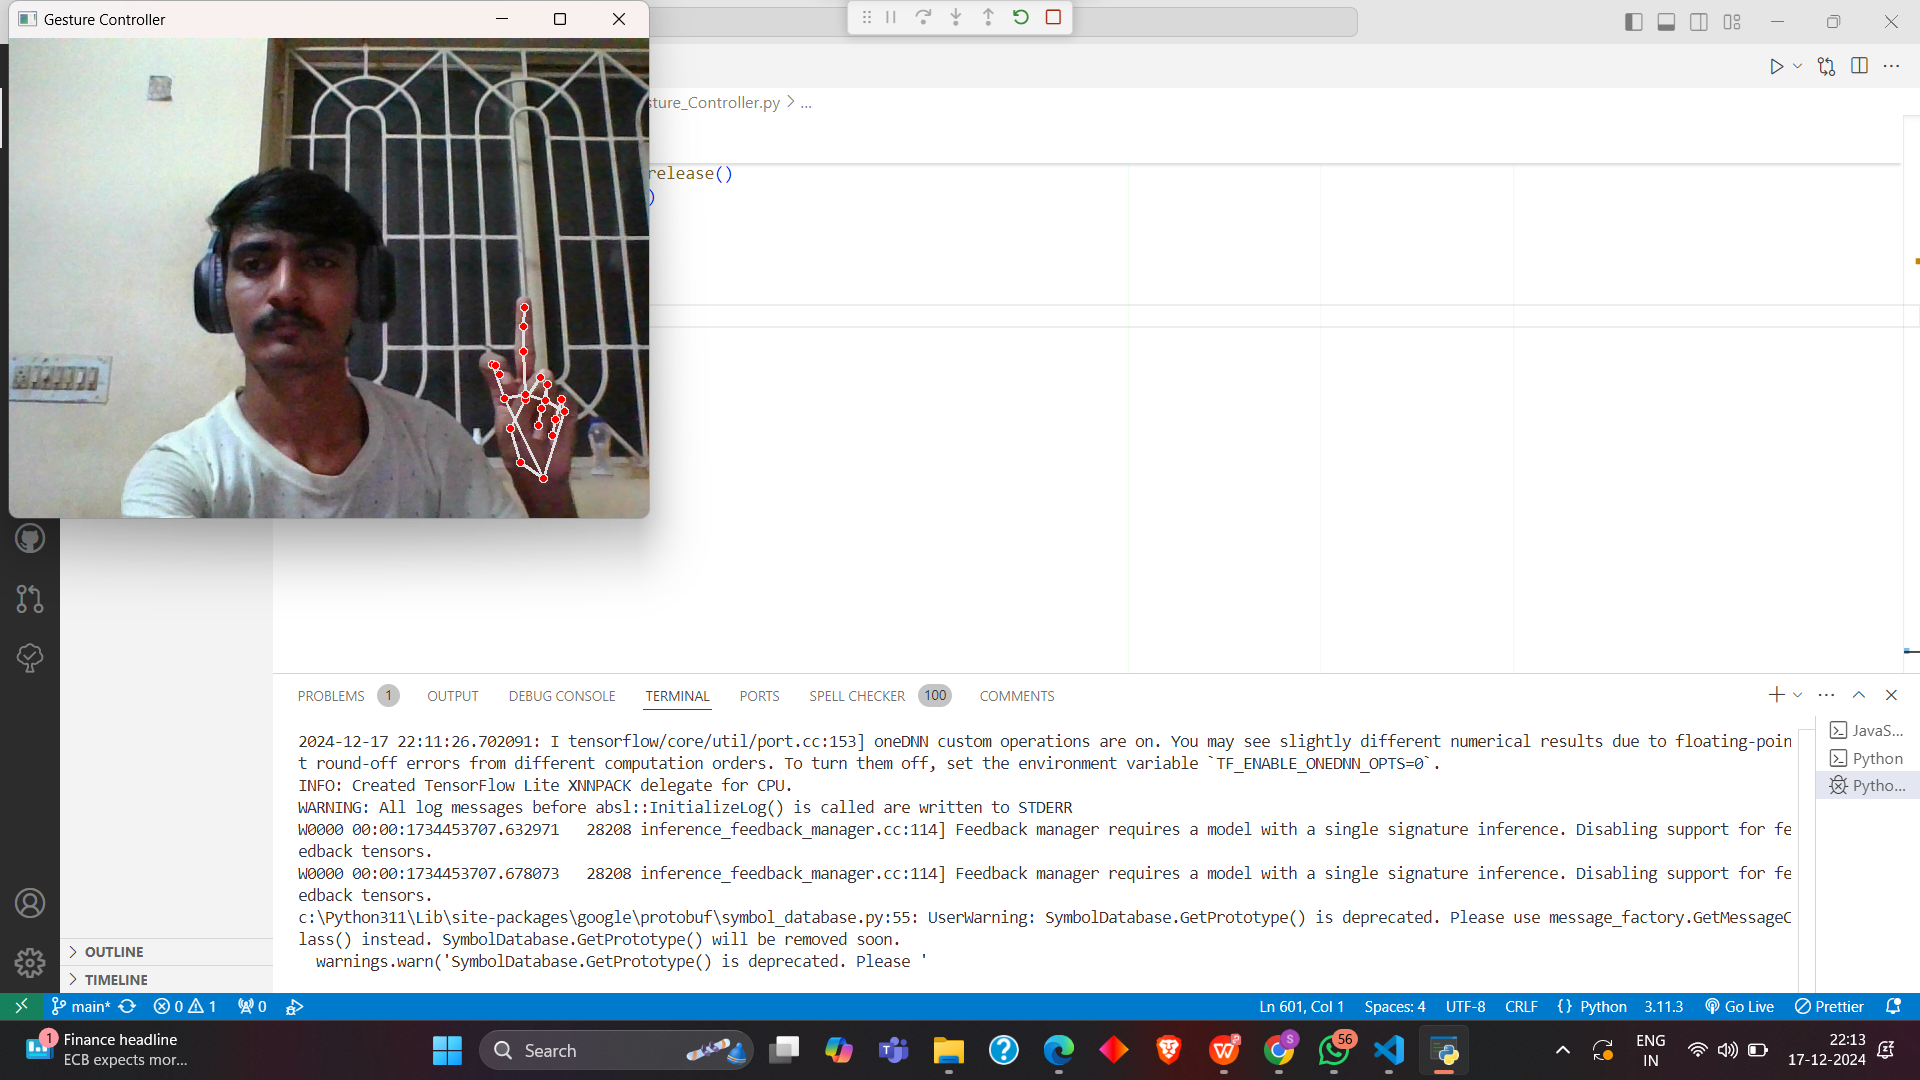 Gesture Controller
sture_Controller.py > ...
release()
)
PROBLEMS 1 OUTPUT DEBUG CONSOLE TERMINAL PORTS SPELL CHECKER 100 COMMENTS
2024-12-17 22:11:26.702091: I tensorflow/core/util/port.cc:153] oneDNN custom operations are on. You may see slightly different numerical results due to floating-poin
t round-off errors from different computation orders. To turn them off, set the environment variable `TF_ENABLE_ONEDNN_OPTS=0`.
INFO: Created TensorFlow Lite XNNPACK delegate for CPU.
WARNING: All log messages before absl::InitializeLog() is called are written to STDERR
W0000 00:00:1734453707.632971   28208 inference_feedback_manager.cc:114] Feedback manager requires a model with a single signature inference. Disabling support for fe
edback tensors.
W0000 00:00:1734453707.678073   28208 inference_feedback_manager.cc:114] Feedback manager requires a model with a single signature inference. Disabling support for fe
edback tensors.
c:\Python311\Lib\site-packages\google\protobuf\symbol_database.py:55: UserWarning: SymbolDatabase.GetPrototype() is deprecated. Please use message_factory.GetMessageC
lass() instead. SymbolDatabase.GetPrototype() will be removed soon.
  warnings.warn('SymbolDatabase.GetPrototype() is deprecated. Please '
JavaS...
Python
Pytho...
OUTLINE
TIMELINE
main* 0 1 0 Ln 601, Col 1 Spaces: 4 UTF-8 CRLF {} Python 3.11.3 Go Live Prettier
1
Finance headline
ECB expects mor...
Search
S
56
ENG
IN
22:13
17-12-2024